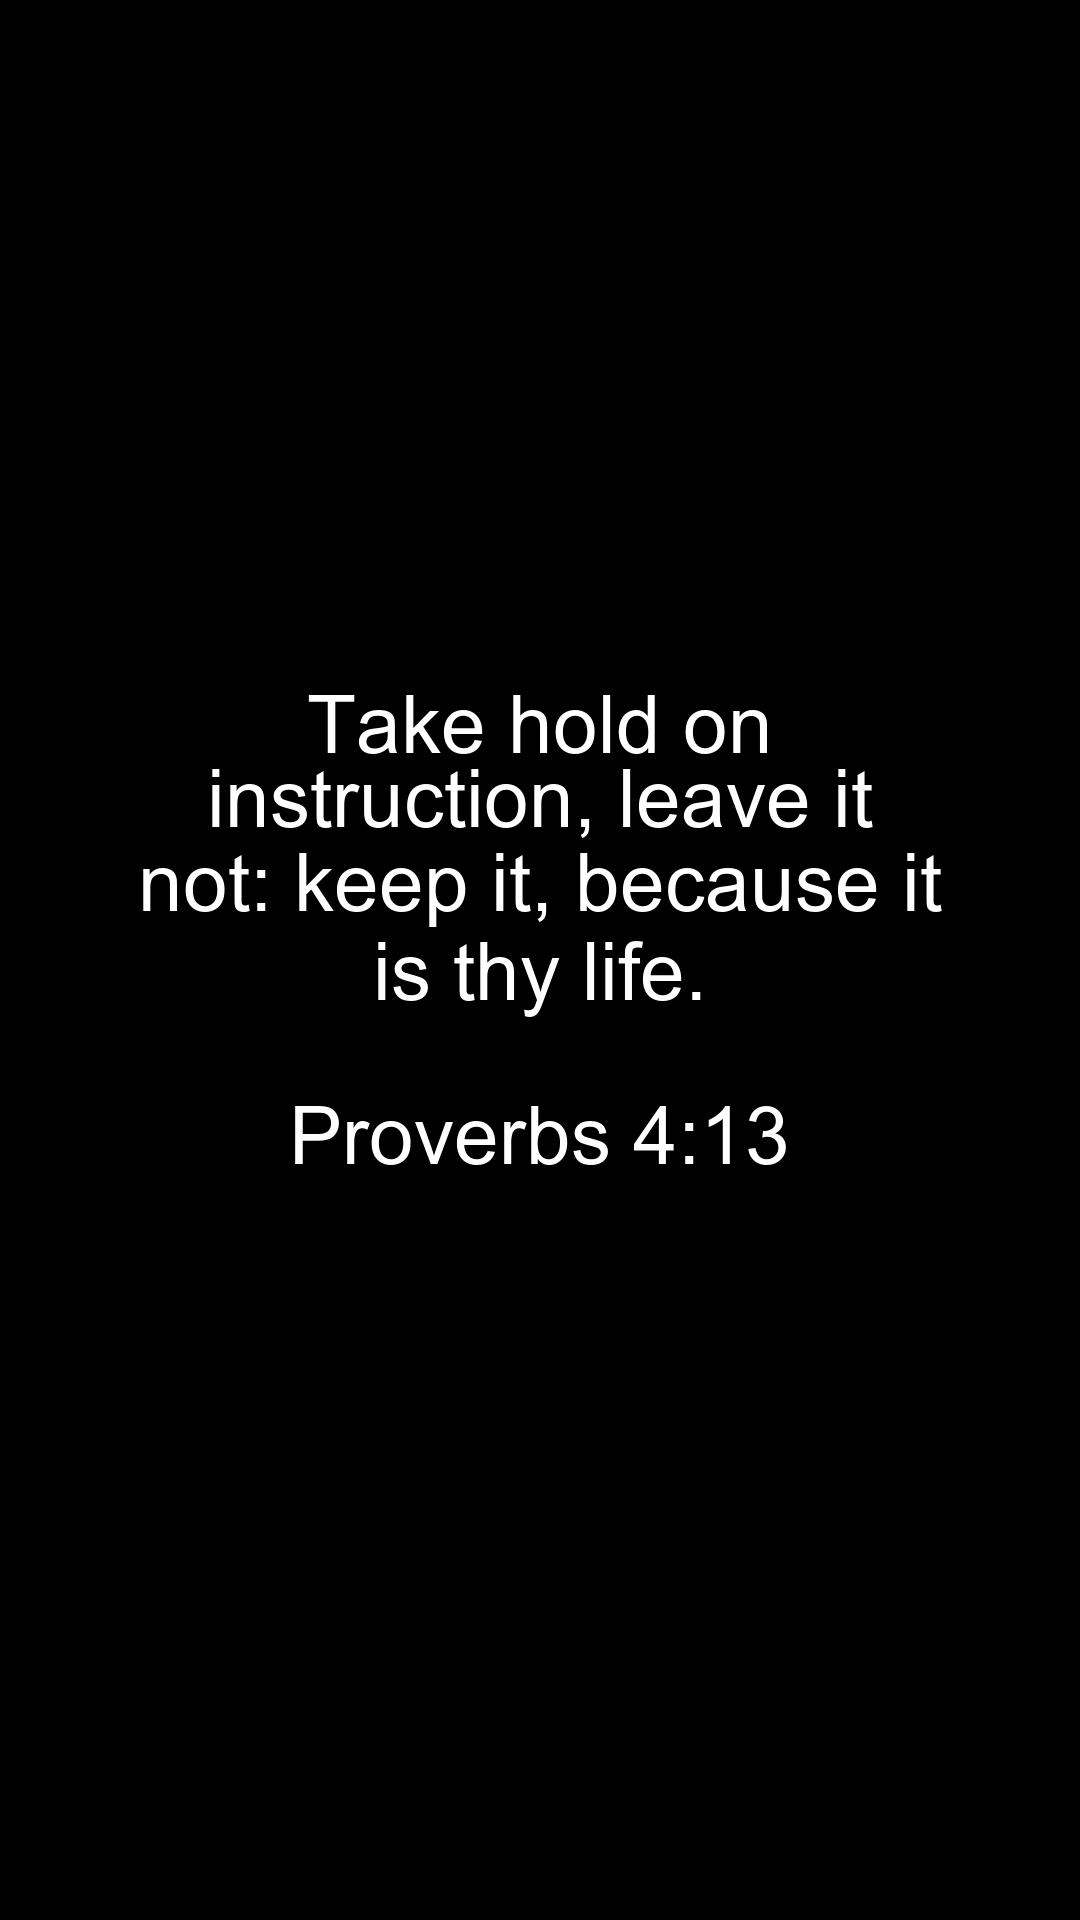 Take hold on
instruction, leave it
not: keep it, because it
is thy life.
Proverbs 4:13